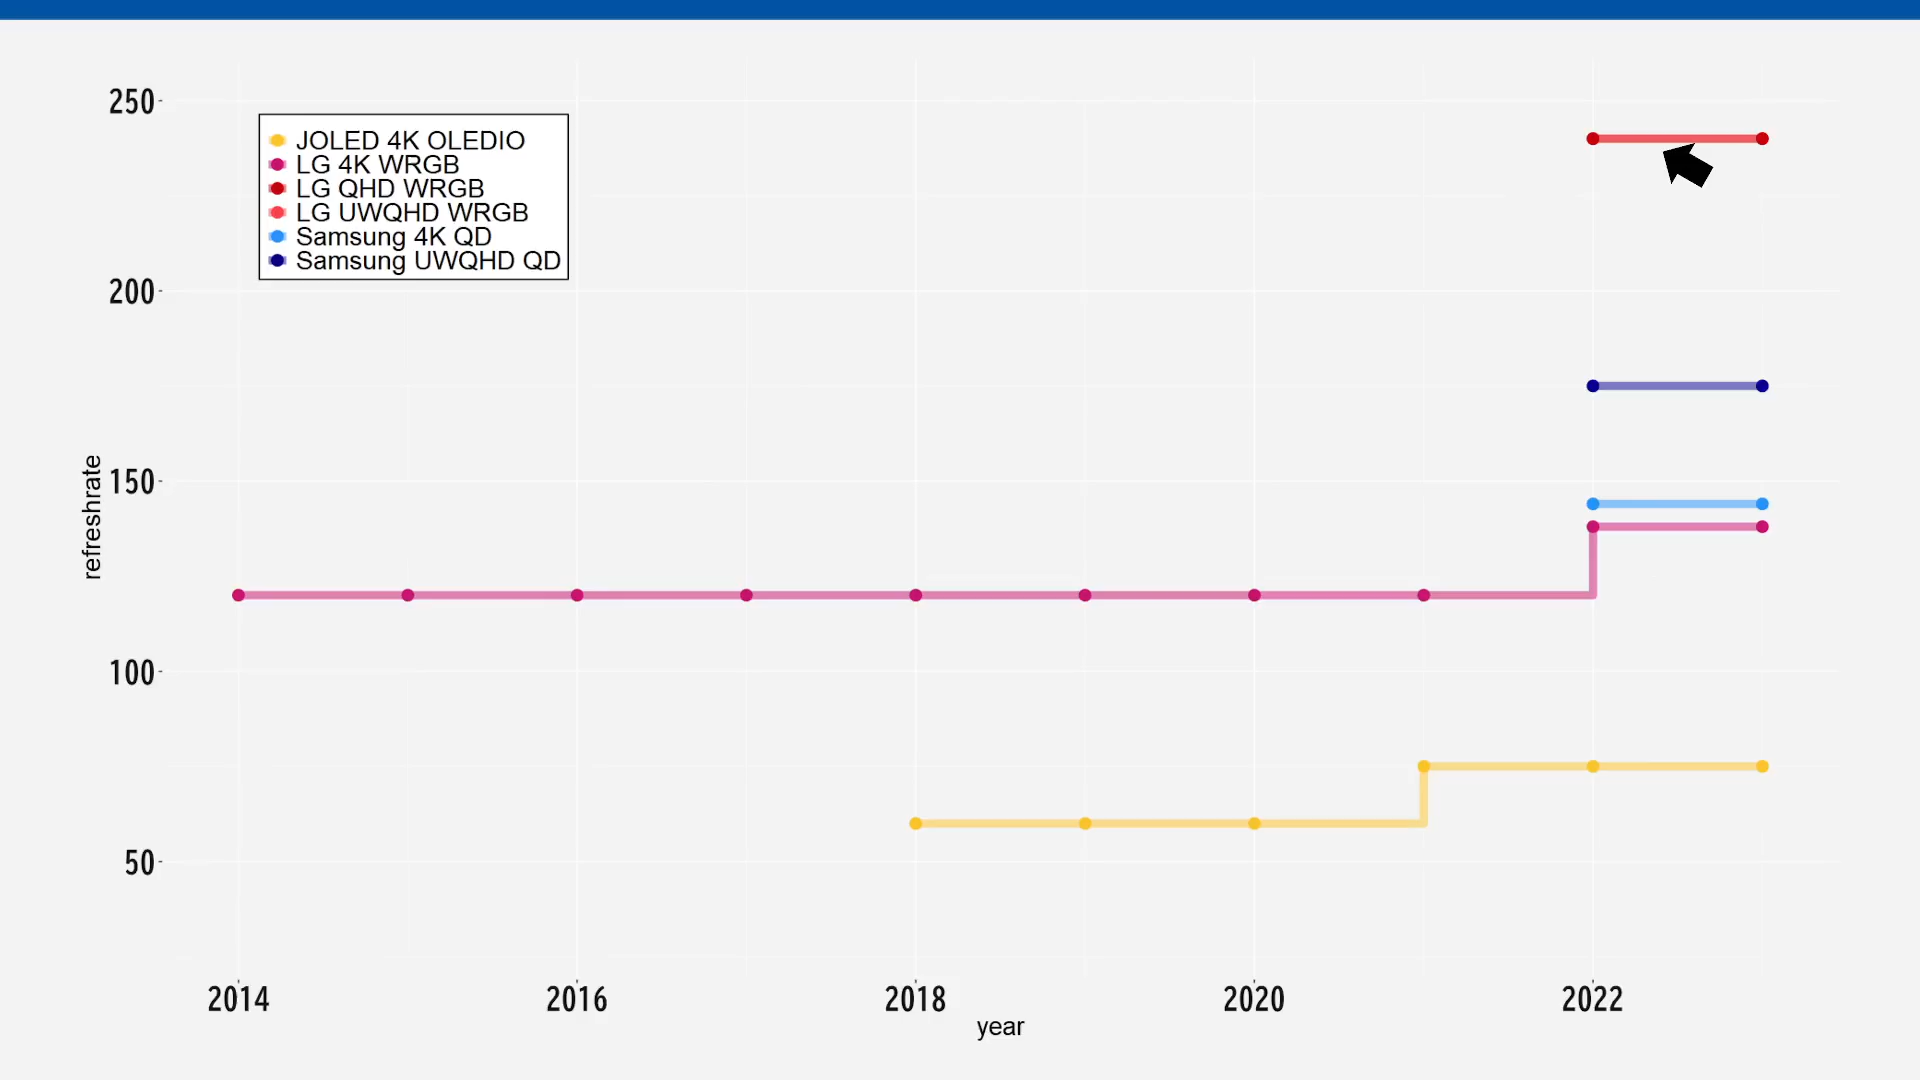 250
JOLED 4K OLEDIO
LG 4K WRGB
LG QHD WRGB
LG UWQHD WRGB
Samsung 4K QD
Samsung UWQHD QD
200
150
refreshrate
100
50
2014 2016 2018 2020 2022
year